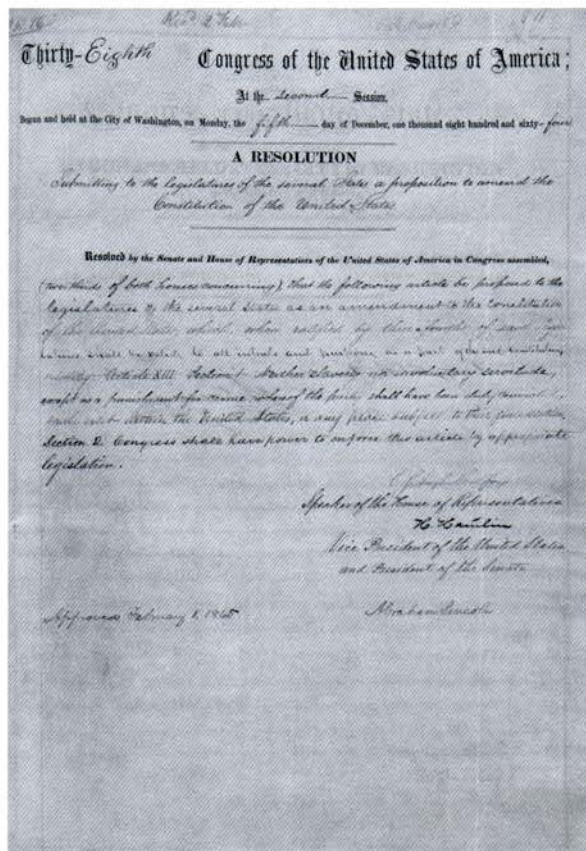 Thirty-Eighth Congress of the United States of America;
At the second Session,
Begun and held at the City of Washington, on Monday, the fifth day of December, one thousand eight hundred and sixty-four
A RESOLUTION
Submitting to the legislatures of the several States a proposition to amend the
Constitution of the United States.
Resolved by the Senate and House of Representatives of the United States of America in Congress assembled,
(two thirds of both houses concurring), That the following article be proposed to the
legislatures of the several States as an amendment to the constitution
of the United States, which, when ratified by three fourths of said
shall be valid, to all intents and purposes, as a part of the said constitution,
Article XIII. Section 1. Neither slavery nor involuntary servitude,
except as a punishment for crime whereof the party shall have been duly convicted,
shall exist within the United States, or any place subject to their jurisdiction.
Section 2. Congress shall have power to enforce this article by appropriate
legislation.
Speaker of the House of Representatives
H Hamlin
Vice President of the United States
and President of the Senate
Approved February 1, 1865
Abraham Lincoln